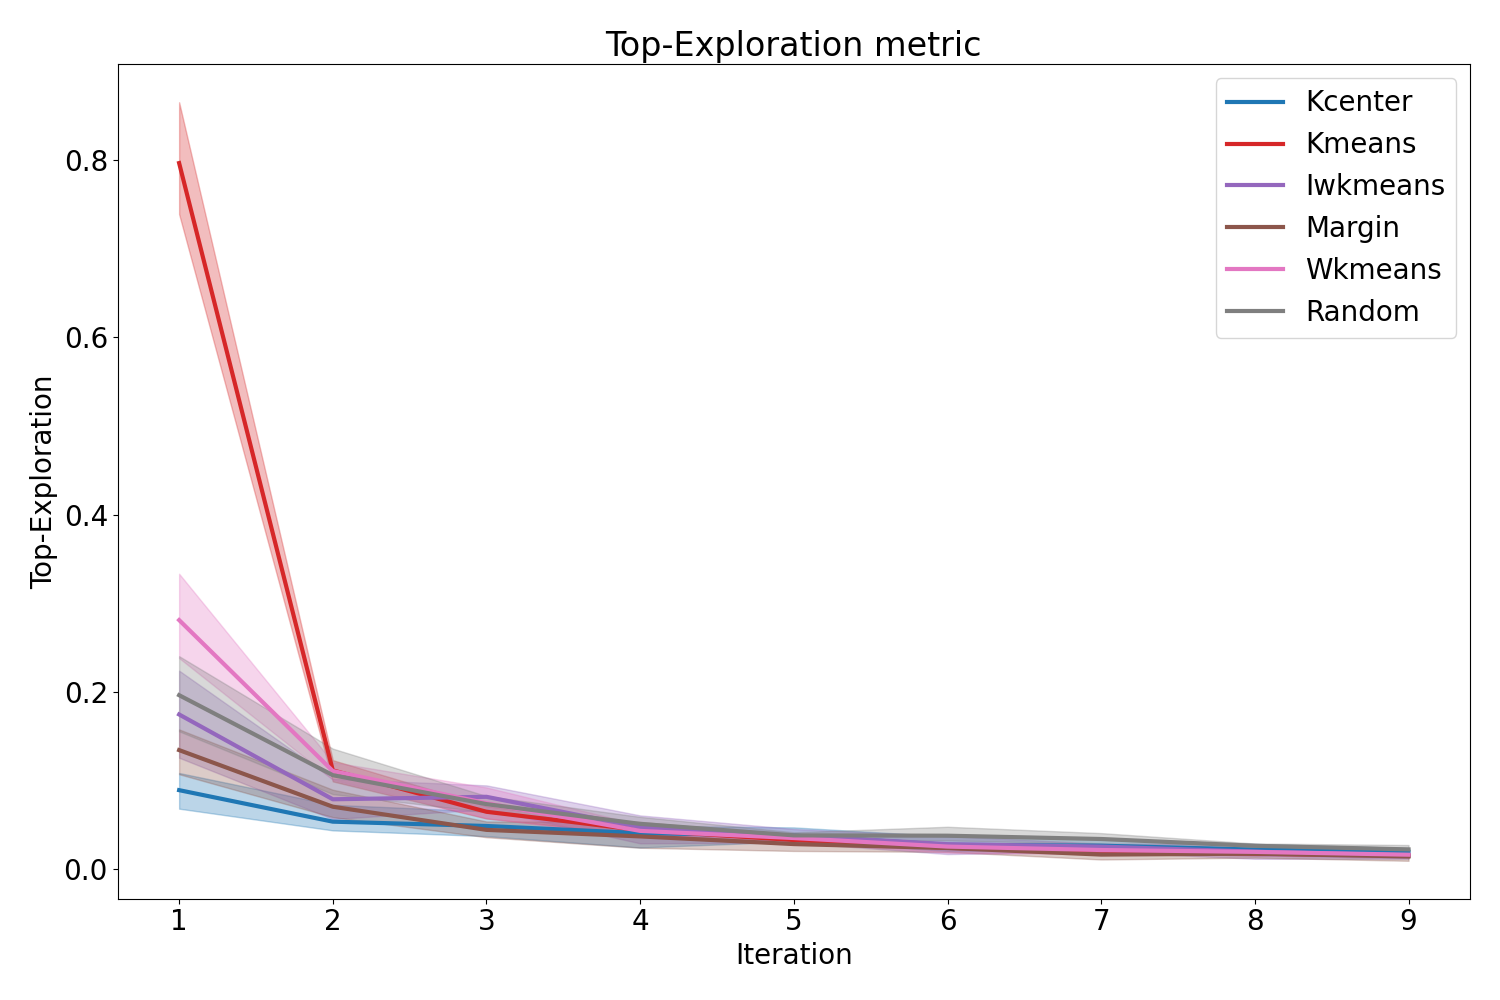 Top-Exploration metric
Kcenter
Kmeans
Iwkmeans
Margin
Wkmeans
Random
Top-Exploration
0.8
0.6
0.4
0.2
0.0
1 2 3 4 5 6 7 8 9
Iteration